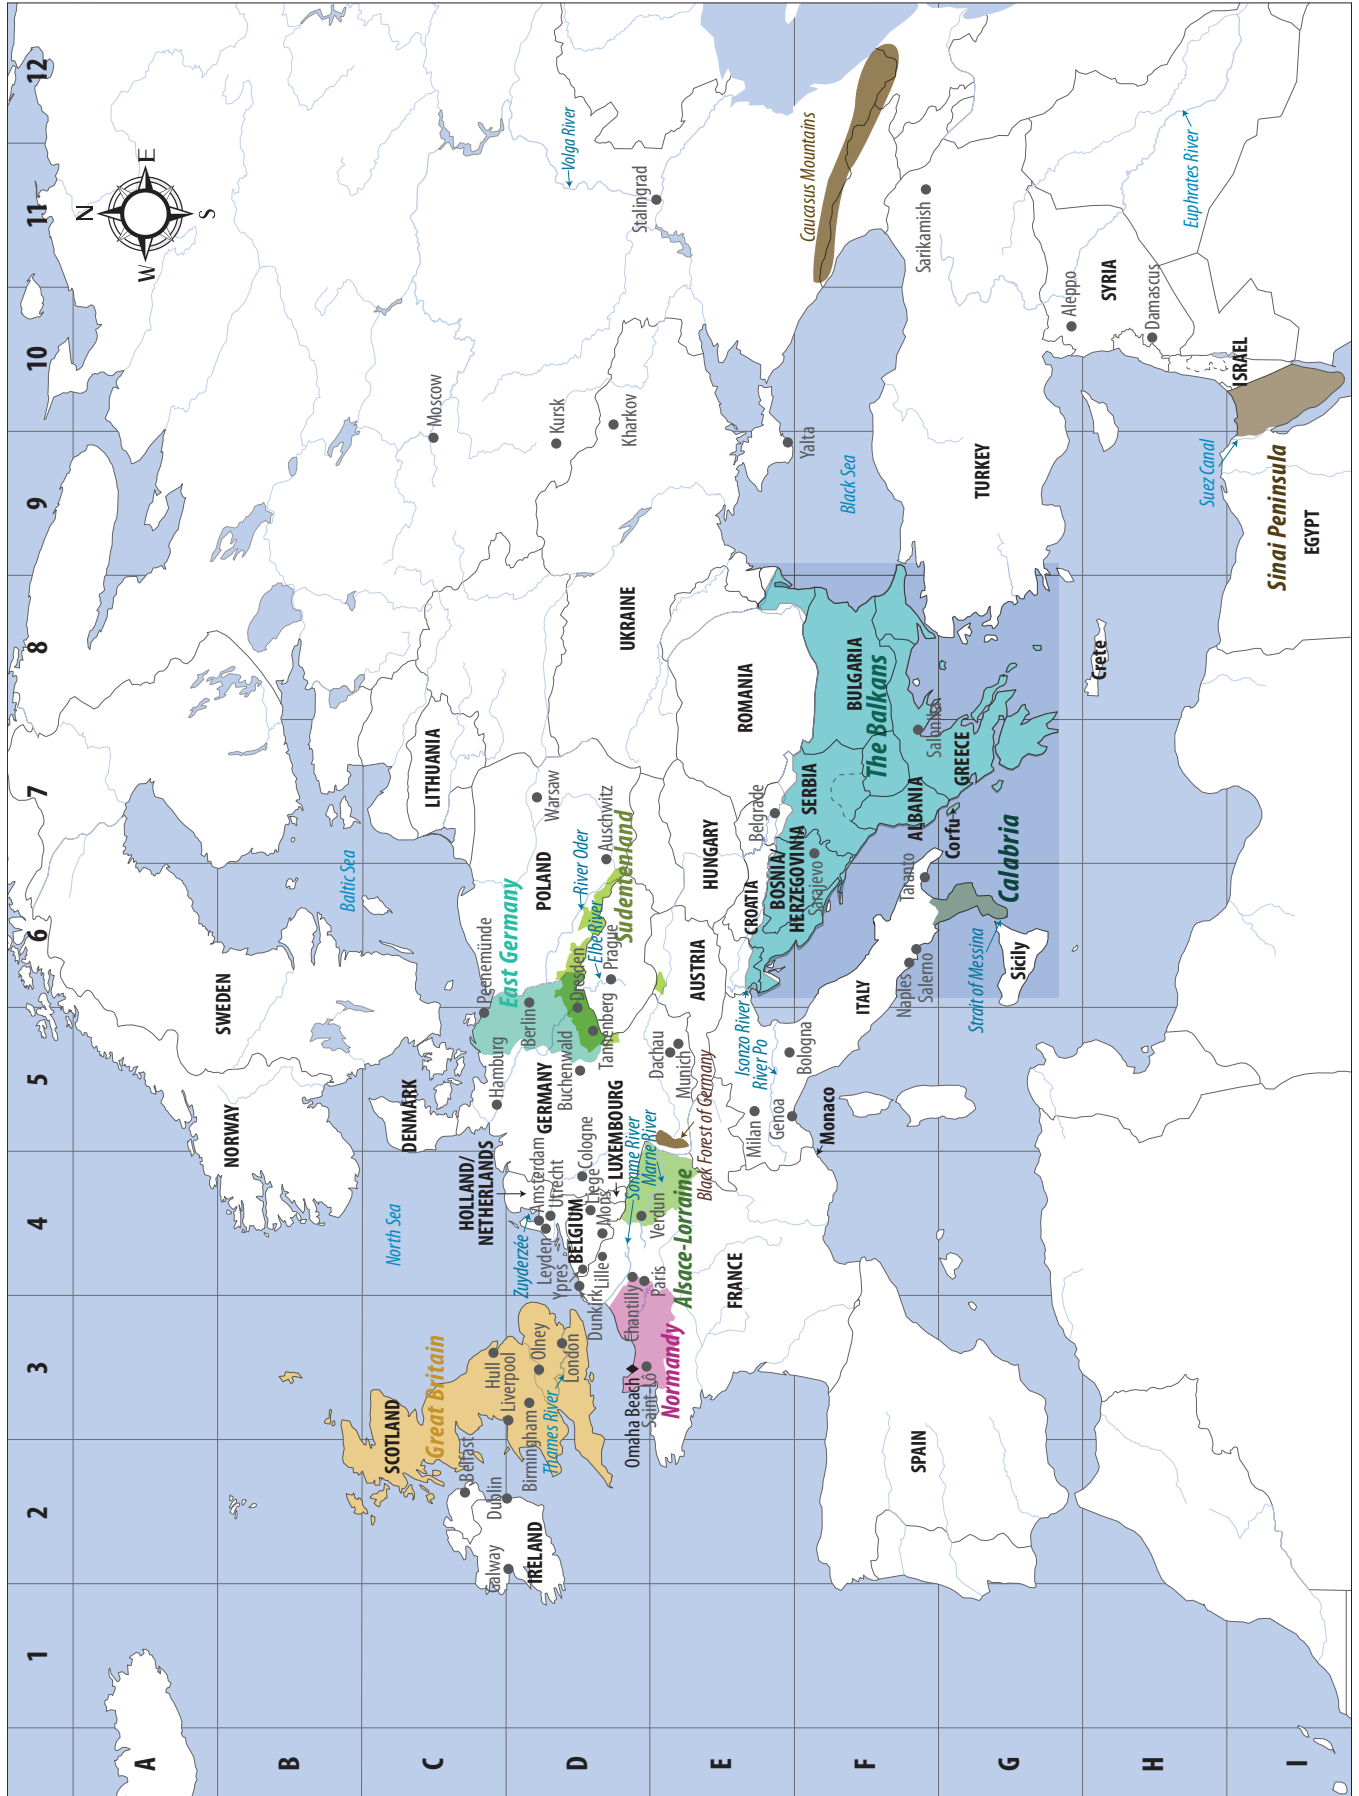 1
2
3
4
5
6
7
8
9
10
11
12
A
B
C
D
E
F
G
H
I
N
E
S
W
NORWAY
SWEDEN
Baltic Sea
North Sea
SCOTLAND
DENMARK
LITHUANIA
Moscow
Great Britain
Belfast
HOLLAND/
NETHERLANDS
Hamburg
Peenemünde
East Germany
Galway
Dublin
Hull
Liverpool
IRELAND
Birmingham
Olney
Thames River
London
Zuyderzée
Amsterdam
Leyden
Utrecht
Ypres
BELGIUM
GERMANY
Berlin
POLAND
Warsaw
Kursk
Volga River
Buchenwald
Dresden
River Oder
Cologne
Liege
Dunkirk
Lille
Mons
Tannenberg
Elbe River
Prague
Auschwitz
LUXEMBOURG
Sudentenland
UKRAINE
Kharkov
Stalingrad
Omaha Beach
Chantilly
Saint-Lô
Paris
Somme River
Marne River
Verdun
Normandy
Alsace-Lorraine
Dachau
Munich
Black Forest of Germany
AUSTRIA
HUNGARY
ROMANIA
FRANCE
Isonzo River
River Po
Milan
Genoa
Bologna
CROATIA
Belgrade
BOSNIA/
HERZEGOVINA
Sarajevo
SERBIA
Yalta
Caucasus Mountains
Monaco
ITALY
BULGARIA
The Balkans
Black Sea
SPAIN
Naples
Salerno
Taranto
ALBANIA
Salonika
Sarikamish
Corfu
GREECE
TURKEY
Strait of Messina
Sicily
Calabria
Crete
Aleppo
SYRIA
Damascus
Euphrates River
Suez Canal
ISRAEL
Sinai Peninsula
EGYPT